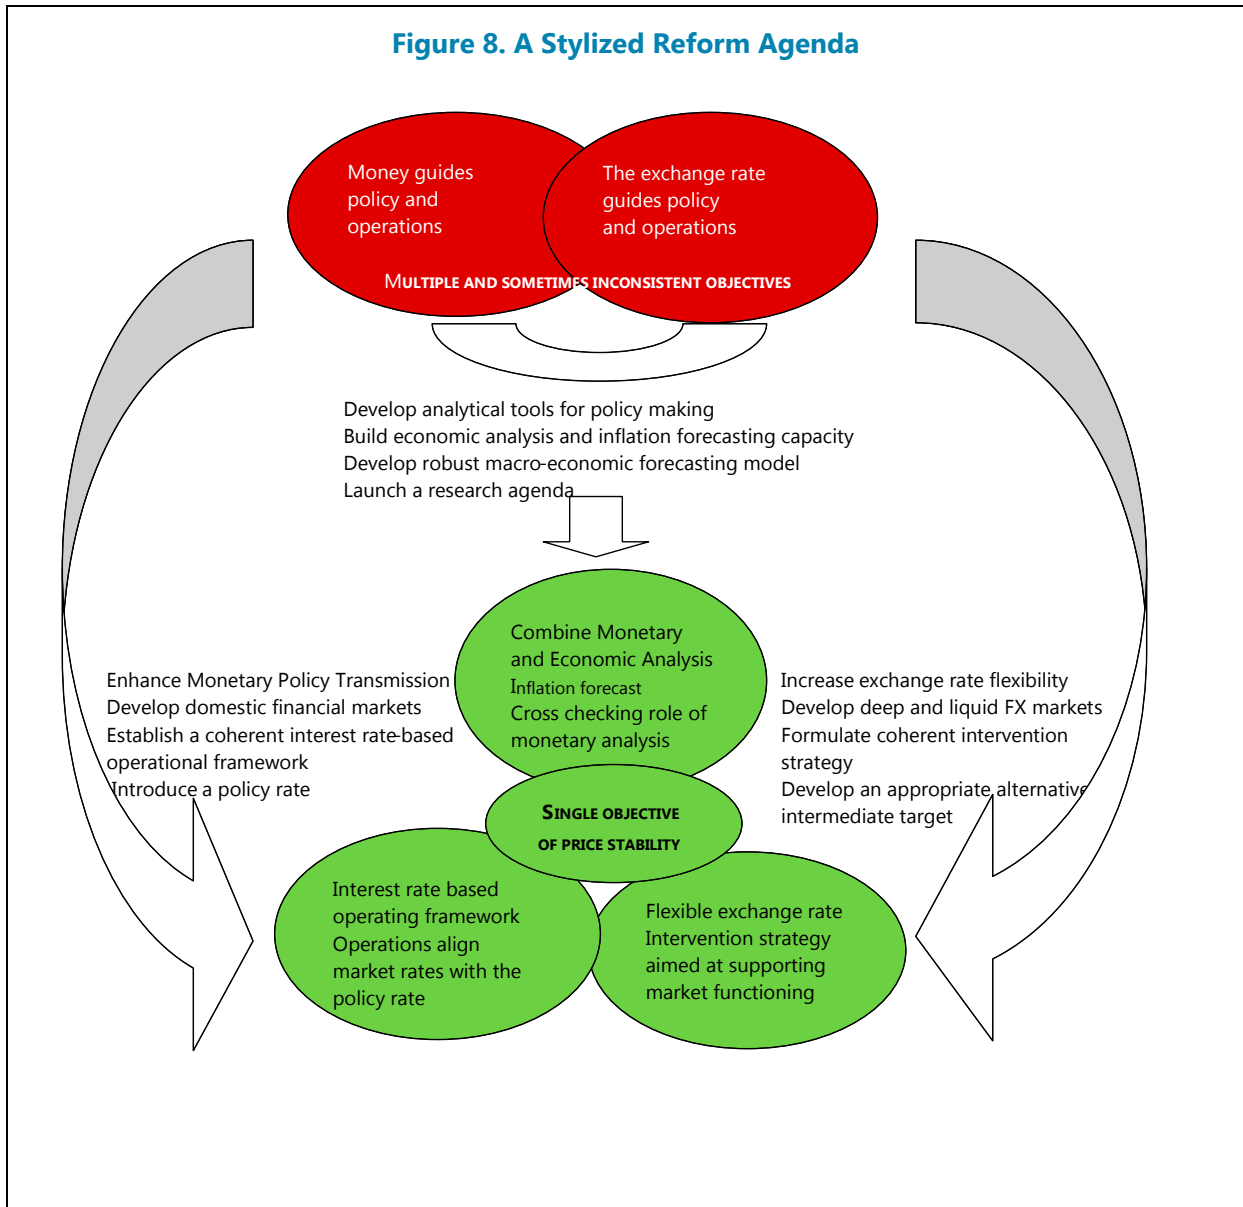 Figure 8. A Stylized Reform Agenda
Money guides
policy and
operations
The exchange rate
guides policy
and operations
MULTIPLE AND SOMETIMES INCONSISTENT OBJECTIVES
Develop analytical tools for policy making
Build economic analysis and inflation forecasting capacity
Develop robust macro-economic forecasting model
Launch a research agenda
Combine Monetary
and Economic Analysis
Inflation forecast
Cross checking role of
monetary analysis
Enhance Monetary Policy Transmission
Develop domestic financial markets
Establish a coherent interest rate-based
operational framework
Introduce a policy rate
Increase exchange rate flexibility
Develop deep and liquid FX markets
Formulate coherent intervention
strategy
Develop an appropriate alternative
intermediate target
SINGLE OBJECTIVE
OF PRICE STABILITY
Interest rate based
operating framework
Operations align
market rates with the
policy rate
Flexible exchange rate
Intervention strategy
aimed at supporting
market functioning